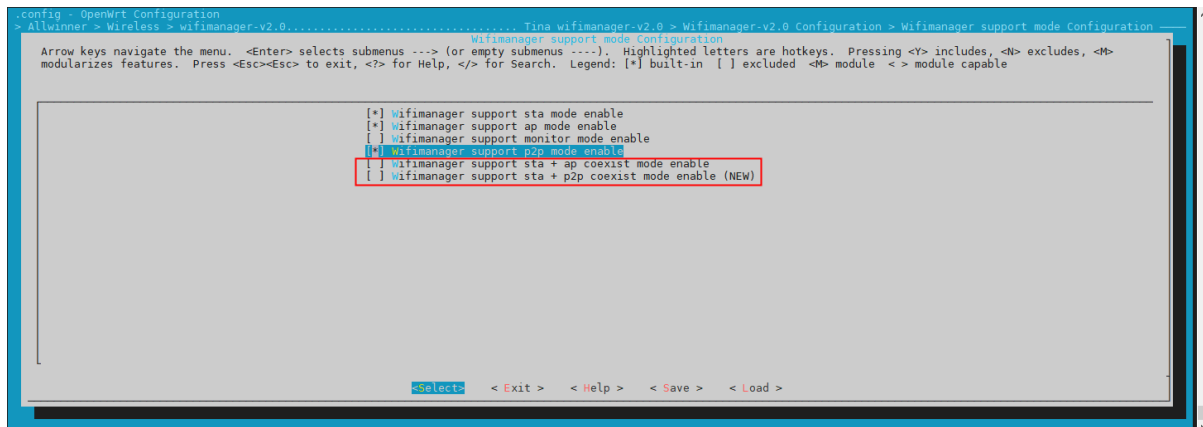 .config - OpenWrt Configuration
> Allwinner > Wireless > wifimanager-v2.0................................... Tina wifimanager-v2.0 > Wifimanager-v2.0 Configuration > Wifimanager support mode Configuration
Wifimanager support mode Configuration
Arrow keys navigate the menu.  <Enter> selects submenus ---> (or empty submenus ----).  Highlighted letters are hotkeys.  Pressing <Y> includes, <N> excludes, <M>
modularizes features.  Press <Esc><Esc> to exit, <?> for Help, </> for Search.  Legend: [*] built-in  [ ] excluded  <M> module  < > module capable
[*] Wifimanager support sta mode enable
[*] Wifimanager support ap mode enable
[ ] Wifimanager support monitor mode enable
[*] Wifimanager support p2p mode enable
[ ] Wifimanager support sta + ap coexist mode enable
[ ] Wifimanager support sta + p2p coexist mode enable (NEW)
<Select>    < Exit >    < Help >    < Save >    < Load >